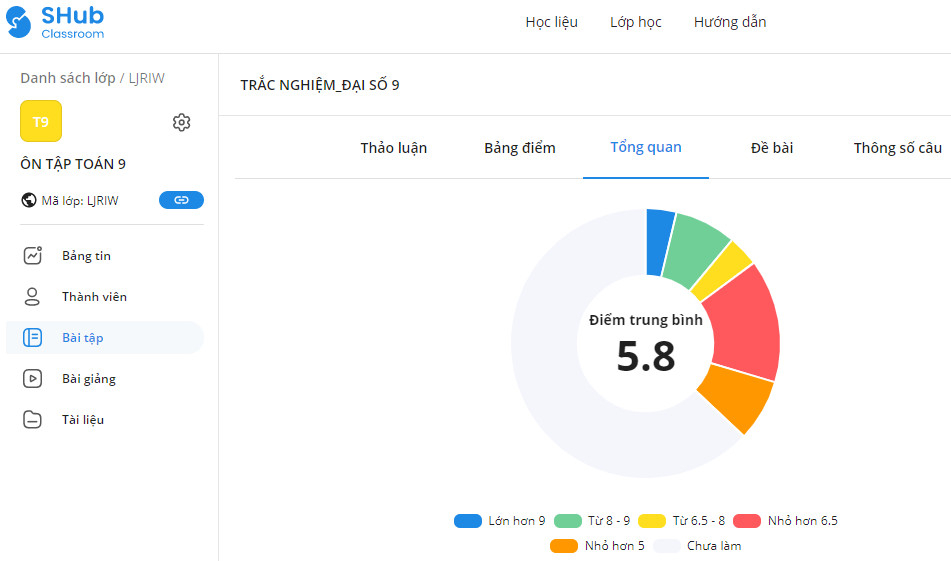 SHub
Classroom
Học liệu Lớp học Hướng dẫn
Danh sách lớp / LJRIW
TRẮC NGHIỆM_ĐẠI SỐ 9
T9
Thảo luận Bảng điểm Tổng quan Đề bài Thông số câu
ÔN TẬP TOÁN 9
Mã lớp: LJRIW
Bảng tin
Thành viên
Bài tập
Bài giảng
Tài liệu
Điểm trung bình
5.8
Lớn hơn 9 Từ 8 - 9 Từ 6.5 - 8 Nhỏ hơn 6.5
Nhỏ hơn 5 Chưa làm